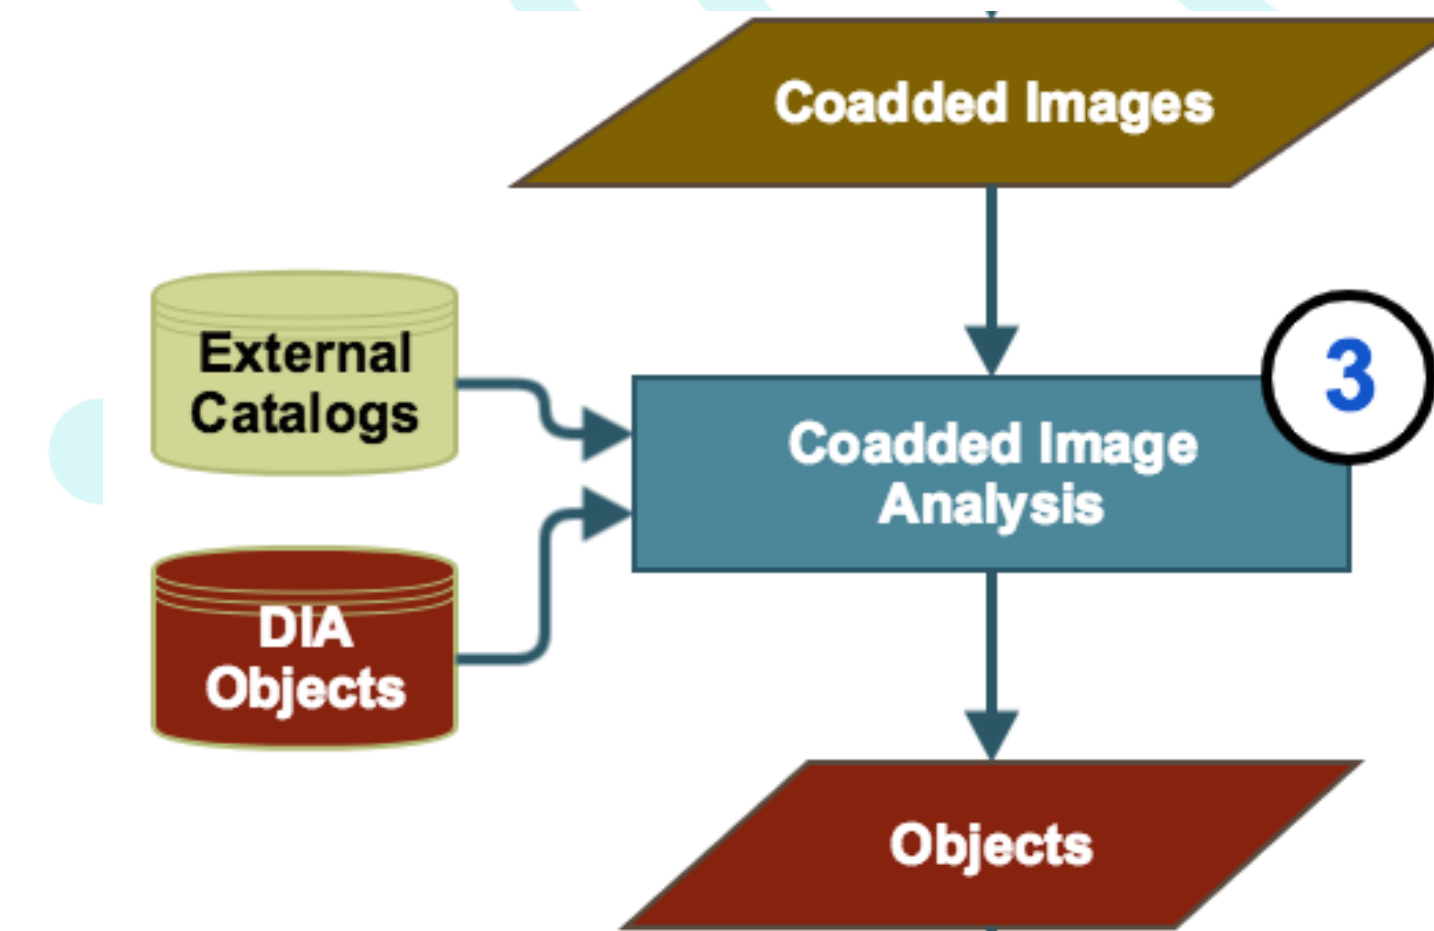 Coadded Images
External
Catalogs
3
Coadded Image
Analysis
DIA
Objects
Objects